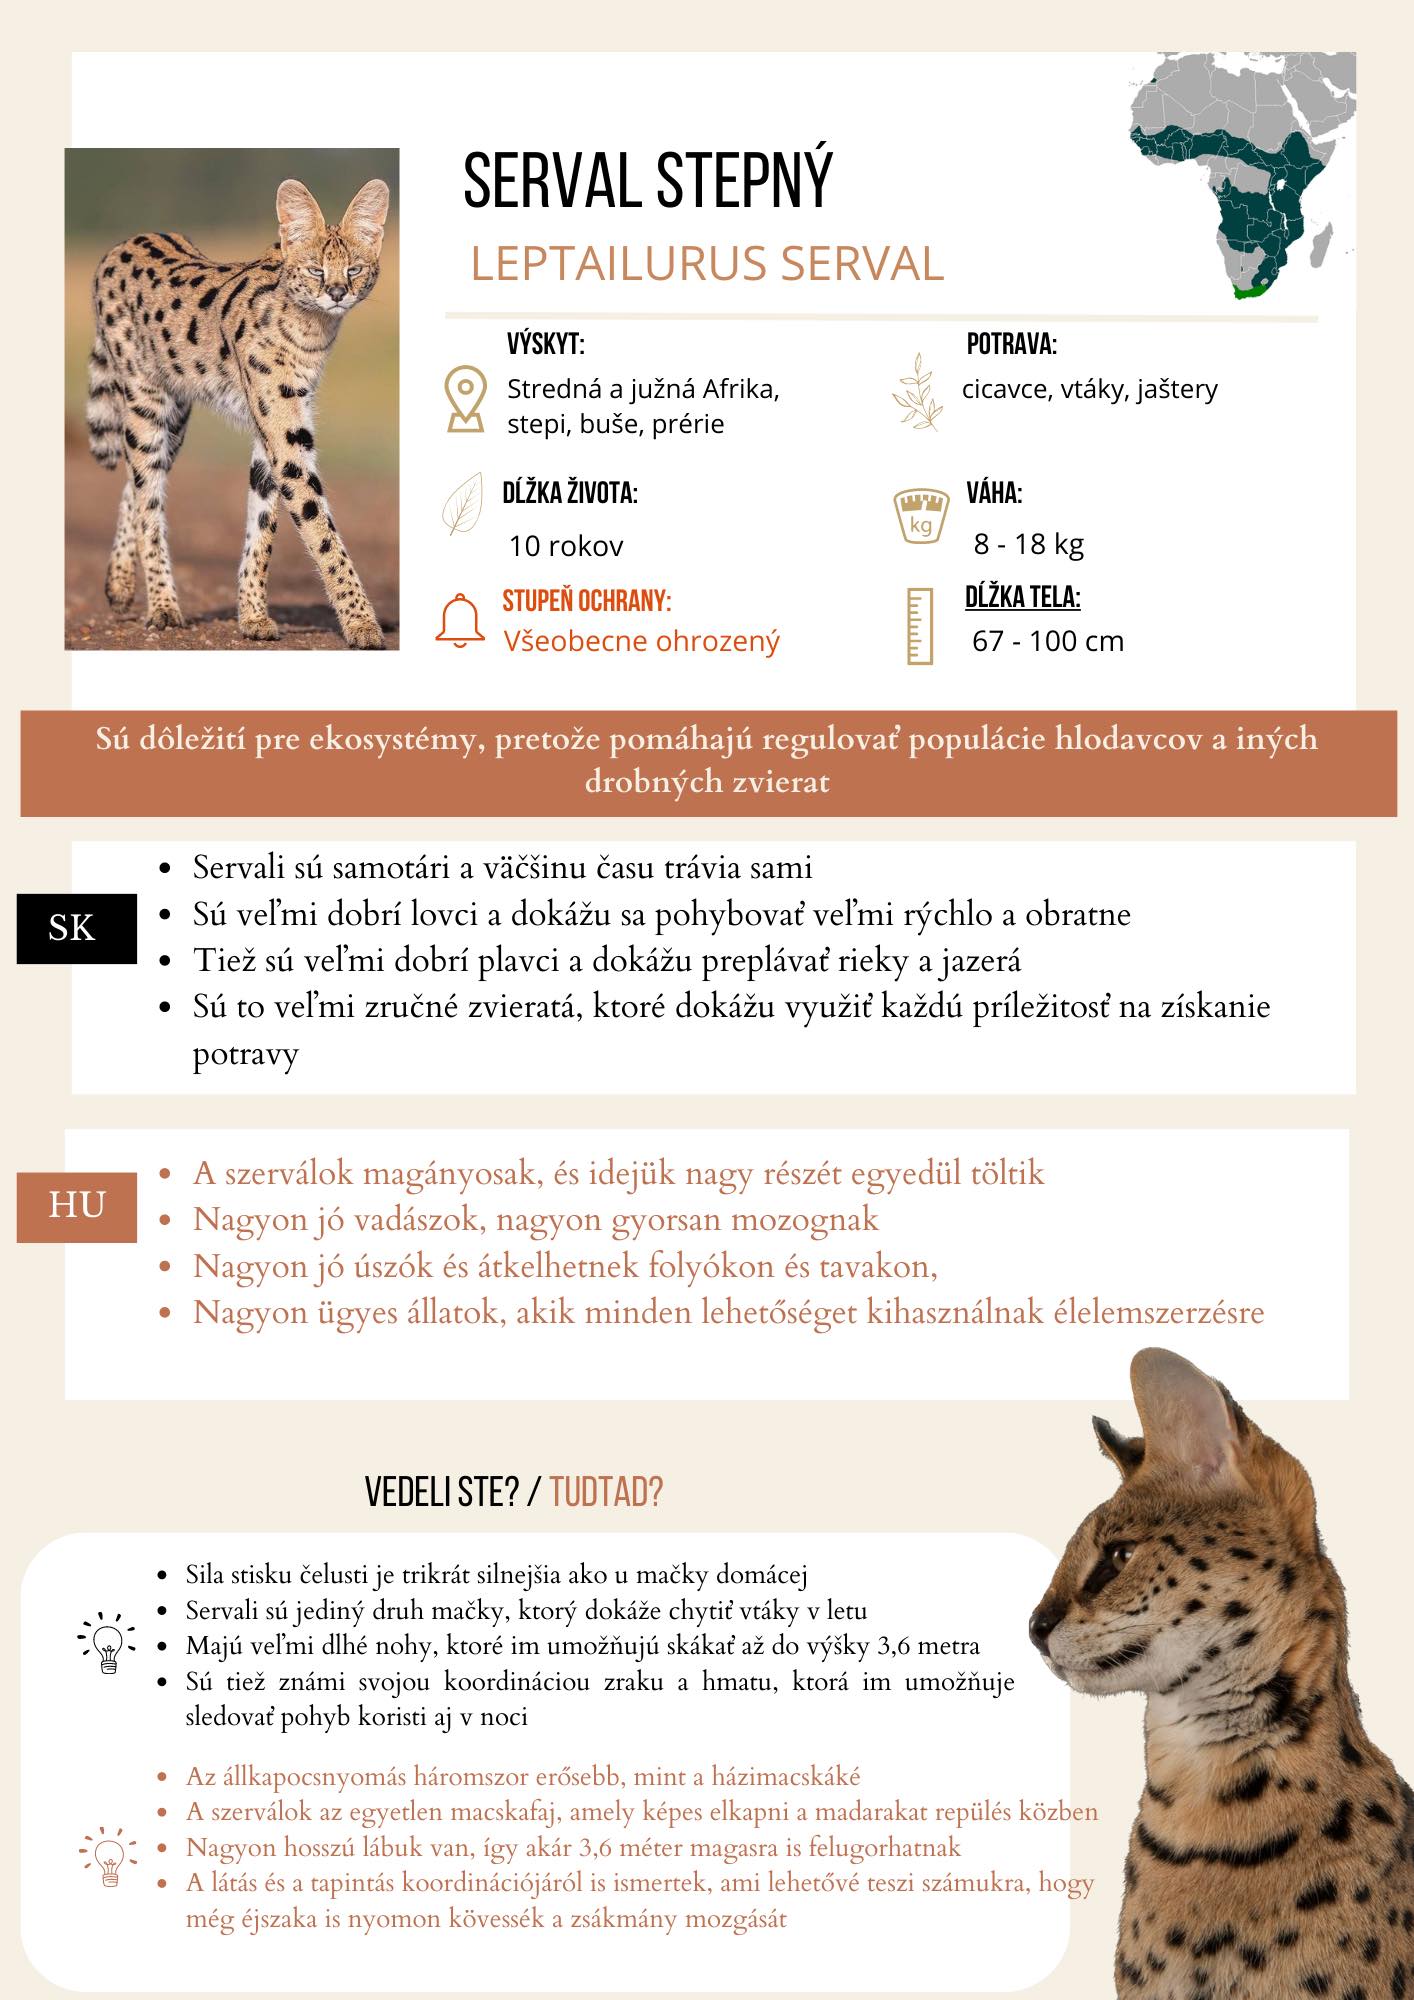 SERVAL STEPNÝ
LEPTAILURUS SERVAL
VÝSKYT:
Stredná a južná Afrika,
stepi, buše, prérie
POTRAVA:
cicavce, vtáky, jaštery
DĹŽKA ŽIVOTA:
10 rokov
kg
VÁHA:
8 - 18 kg
STUPEŇ OCHRANY:
Všeobecne ohrozený
DĹŽKA TELA:
67 - 100 cm
Sú dôležití pre ekosystémy, pretože pomáhajú regulovať populácie hlodavcov a iných
drobných zvierat
SK
• Servali sú samotári a väčšinu času trávia sami
• Sú veľmi dobrí lovci a dokážu sa pohybovať veľmi rýchlo a obratne
• Tiež sú veľmi dobrí plavci a dokážu preplávať rieky a jazerá
• Sú to veľmi zručné zvieratá, ktoré dokážu využiť každú príležitosť na získanie
potravy
HU
• A szerválok magányosak, és idejük nagy részét egyedül töltik
• Nagyon jó vadászok, nagyon gyorsan mozognak
• Nagyon jó úszók és átkelhetnek folyókon és tavakon,
• Nagyon ügyes állatok, akik minden lehetőséget kihasználnak élelemszerzésre
VEDELI STE? / TUDTAD?
• Sila stisku čelusti je trikrát silnejšia ako u mačky domácej
• Servali sú jediný druh mačky, ktorý dokáže chytiť vtáky v letu
• Majú veľmi dlhé nohy, ktoré im umožňujú skákať až do výšky 3,6 metra
• Sú tiež známi svojou koordináciou zraku a hmatu, ktorá im umožňuje
sledovať pohyb koristi aj v noci
• Az állkapocsnyomás háromszor erősebb, mint a házimacskáké
• A szerválok az egyetlen macskafaj, amely képes elkapni a madarakat repülés közben
• Nagyon hosszú lábuk van, így akár 3,6 méter magasra is felugorhatnak
• A látás és a tapintás koordinációjáról is ismertek, ami lehetővé teszi számukra, hogy
még éjszaka is nyomon kövessék a zsákmány mozgását